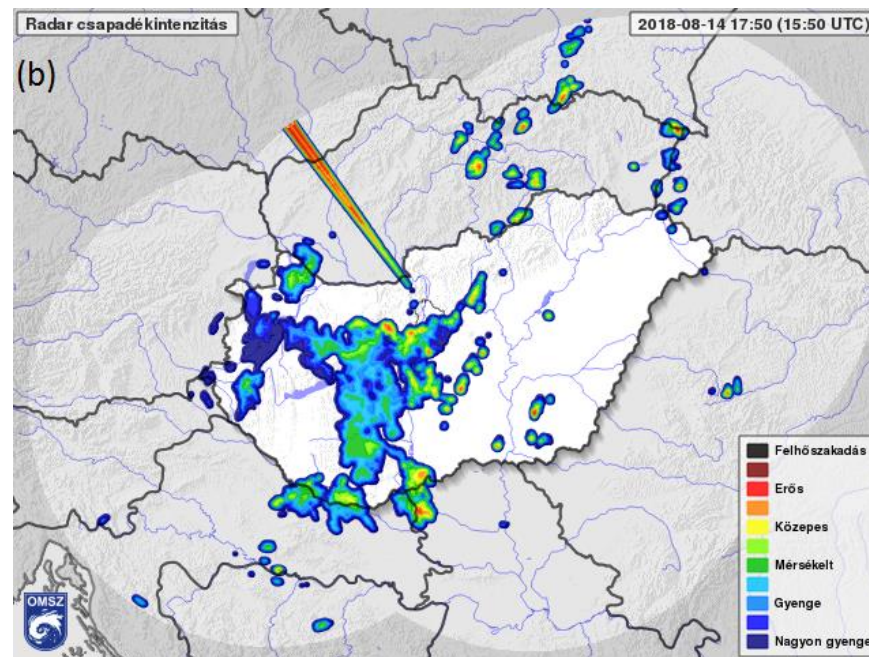 Radar csapadékintenzitás
2018-08-14 17:50 (15:50 UTC)
(b)
Felhőszakadás
Erős
Közepes
Mérsékelt
Gyenge
Nagyon gyenge
OMSZ